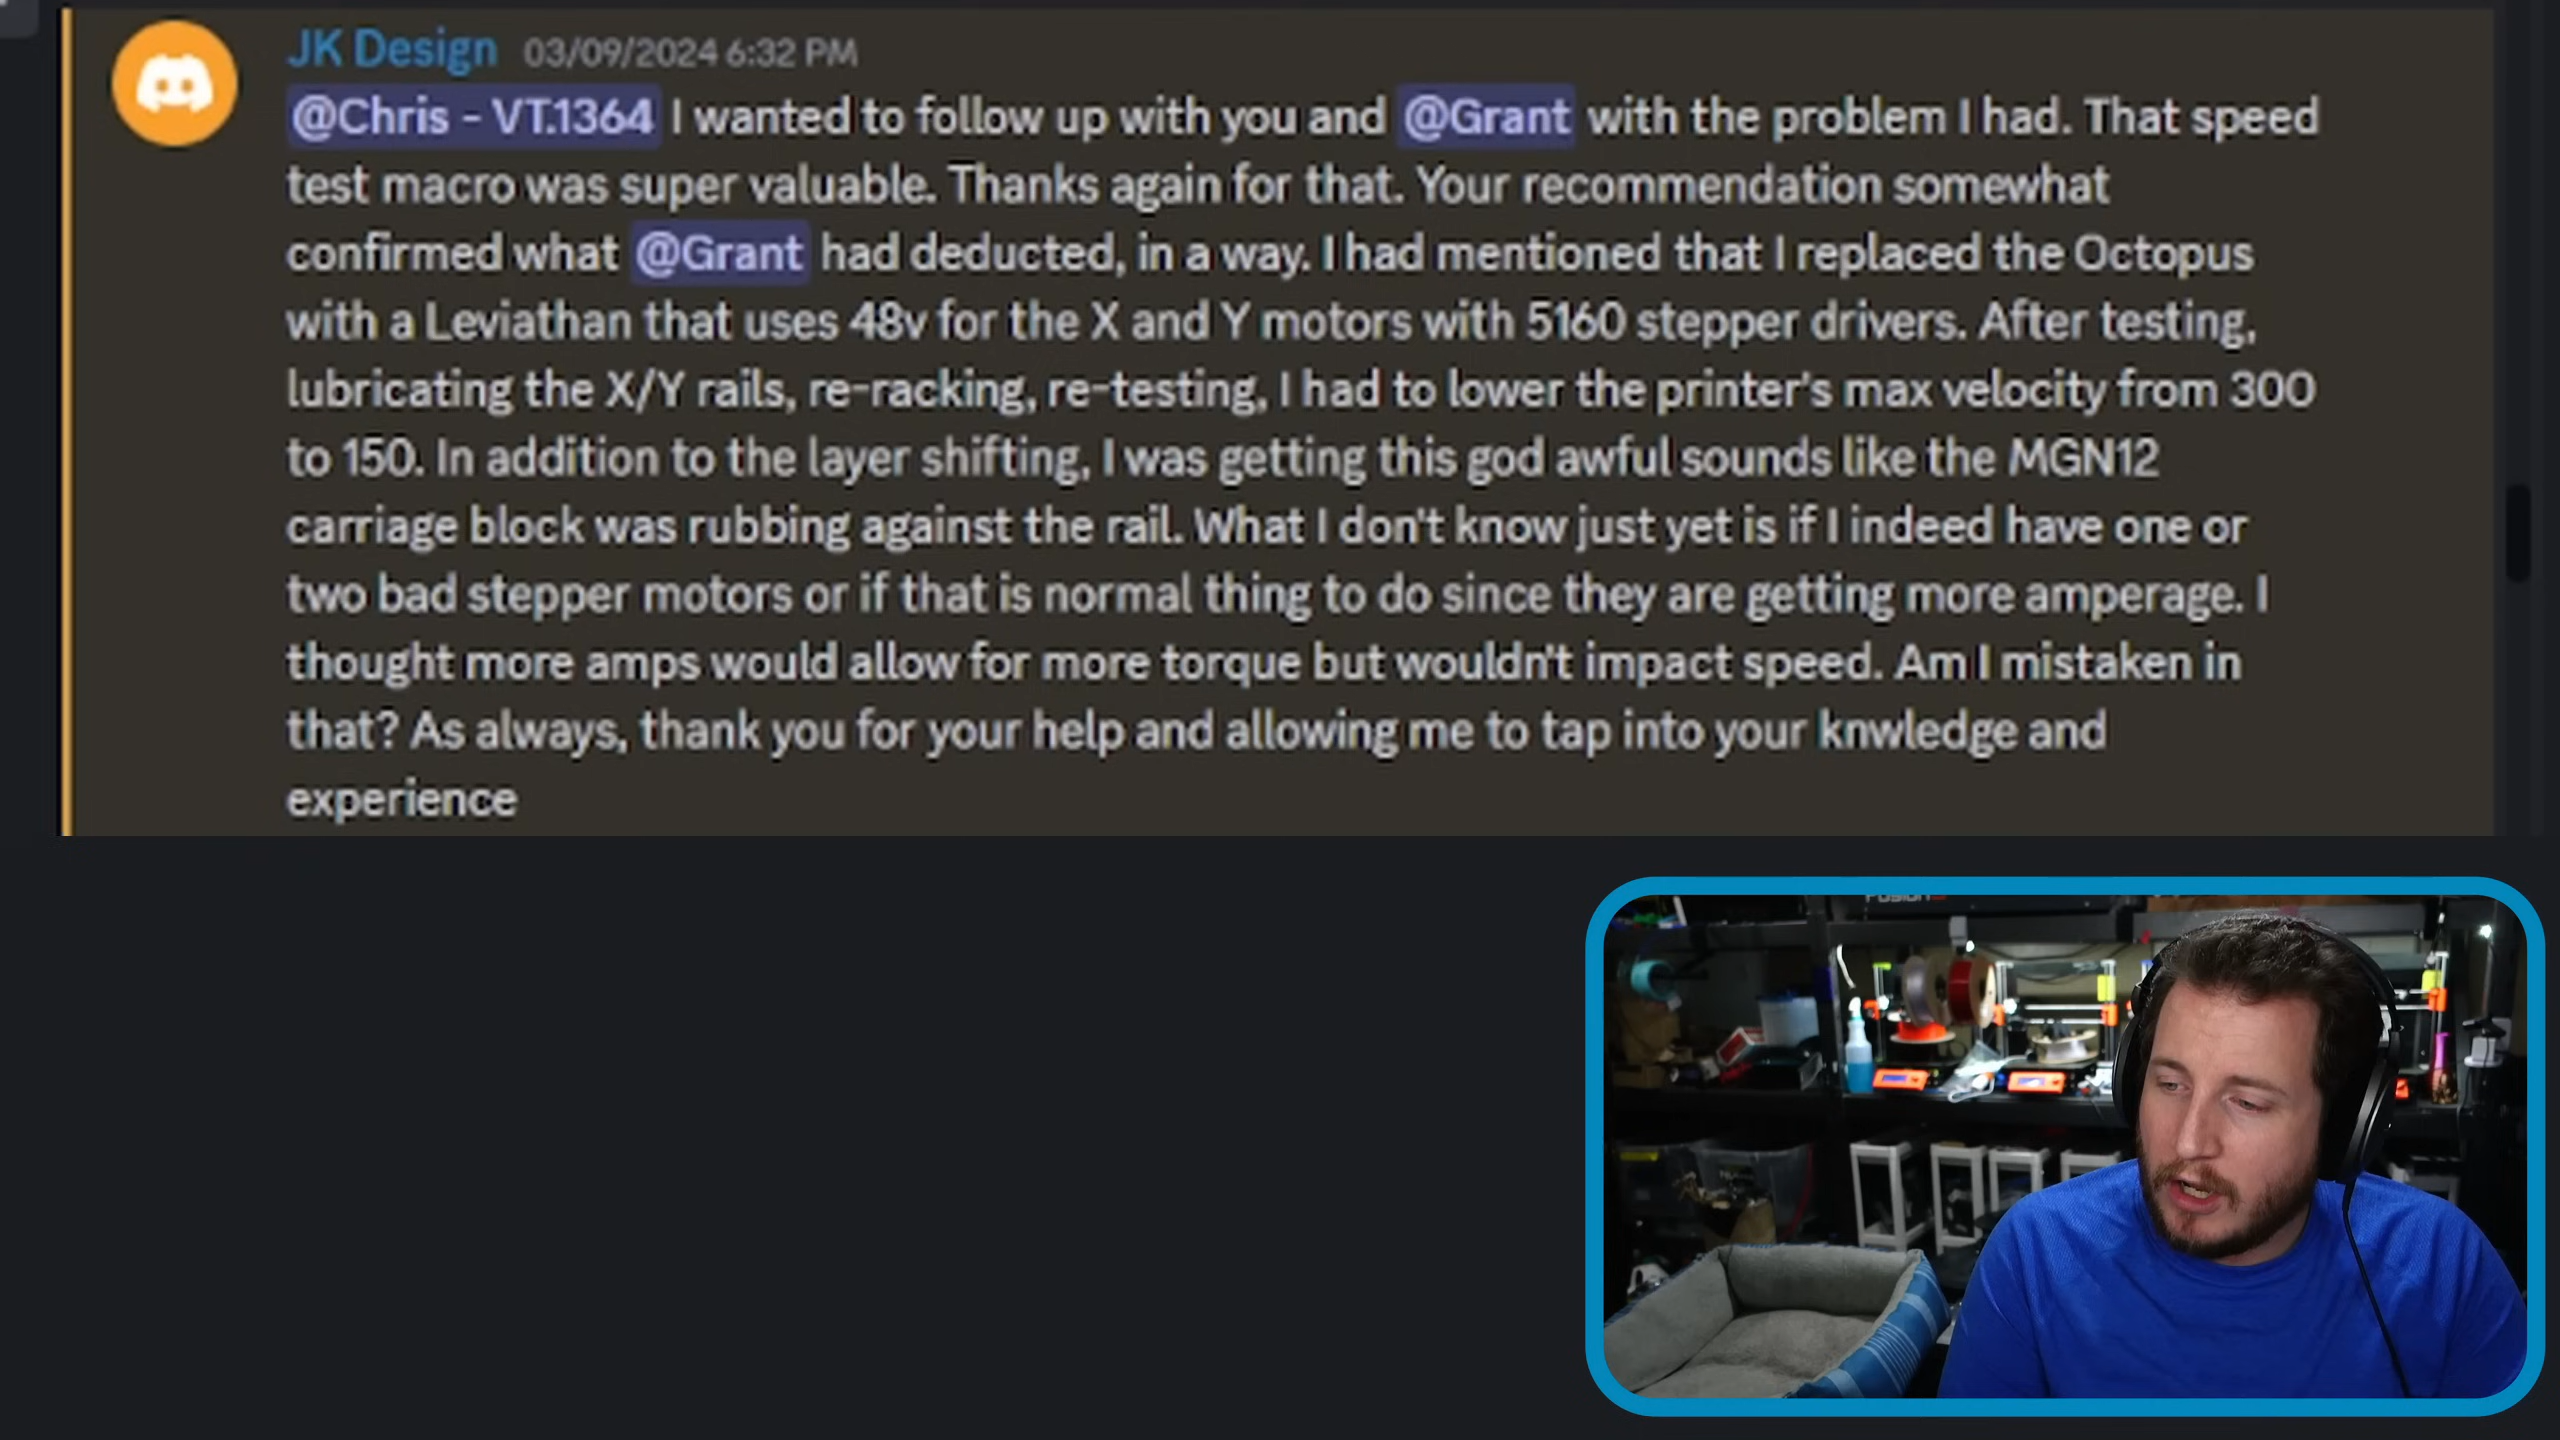 JK Design 03/09/2024 6:32 PM
@Chris - VT.1364 I wanted to follow up with you and @Grant with the problem I had. That speed
test macro was super valuable. Thanks again for that. Your recommendation somewhat
confirmed what @Grant had deducted, in a way. I had mentioned that I replaced the Octopus
with a Leviathan that uses 48v for the X and Y motors with 5160 stepper drivers. After testing,
lubricating the X/Y rails, re-racking, re-testing, I had to lower the printer's max velocity from 300
to 150. In addition to the layer shifting, I was getting this god awful sounds like the MGN12
carriage block was rubbing against the rail. What I don't know just yet is if I indeed have one or
two bad stepper motors or if that is normal thing to do since they are getting more amperage. I
thought more amps would allow for more torque but wouldn't impact speed. Am I mistaken in
that? As always, thank you for your help and allowing me to tap into your knwledge and
experience